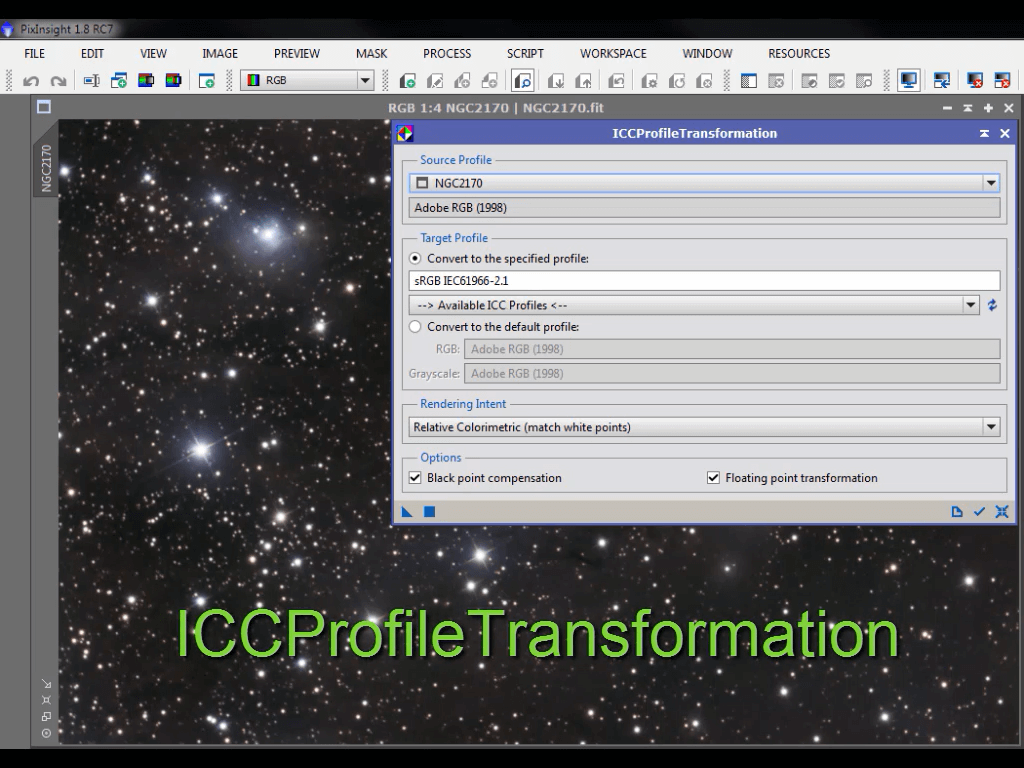 PixInsight 1.8 RC7
FILE EDIT VIEW IMAGE PREVIEW MASK PROCESS SCRIPT WORKSPACE WINDOW RESOURCES
RGB
RGB 1:4 NGC2170 | NGC2170.fit
NGC2170
ICCProfileTransformation
Source Profile
NGC2170
Adobe RGB (1998)
Target Profile
Convert to the specified profile:
sRGB IEC61966-2.1
--> Available ICC Profiles <--
Convert to the default profile:
RGB: Adobe RGB (1998)
Grayscale: Adobe RGB (1998)
Rendering Intent
Relative Colorimetric (match white points)
Options
Black point compensation Floating point transformation
ICCProfileTransformation